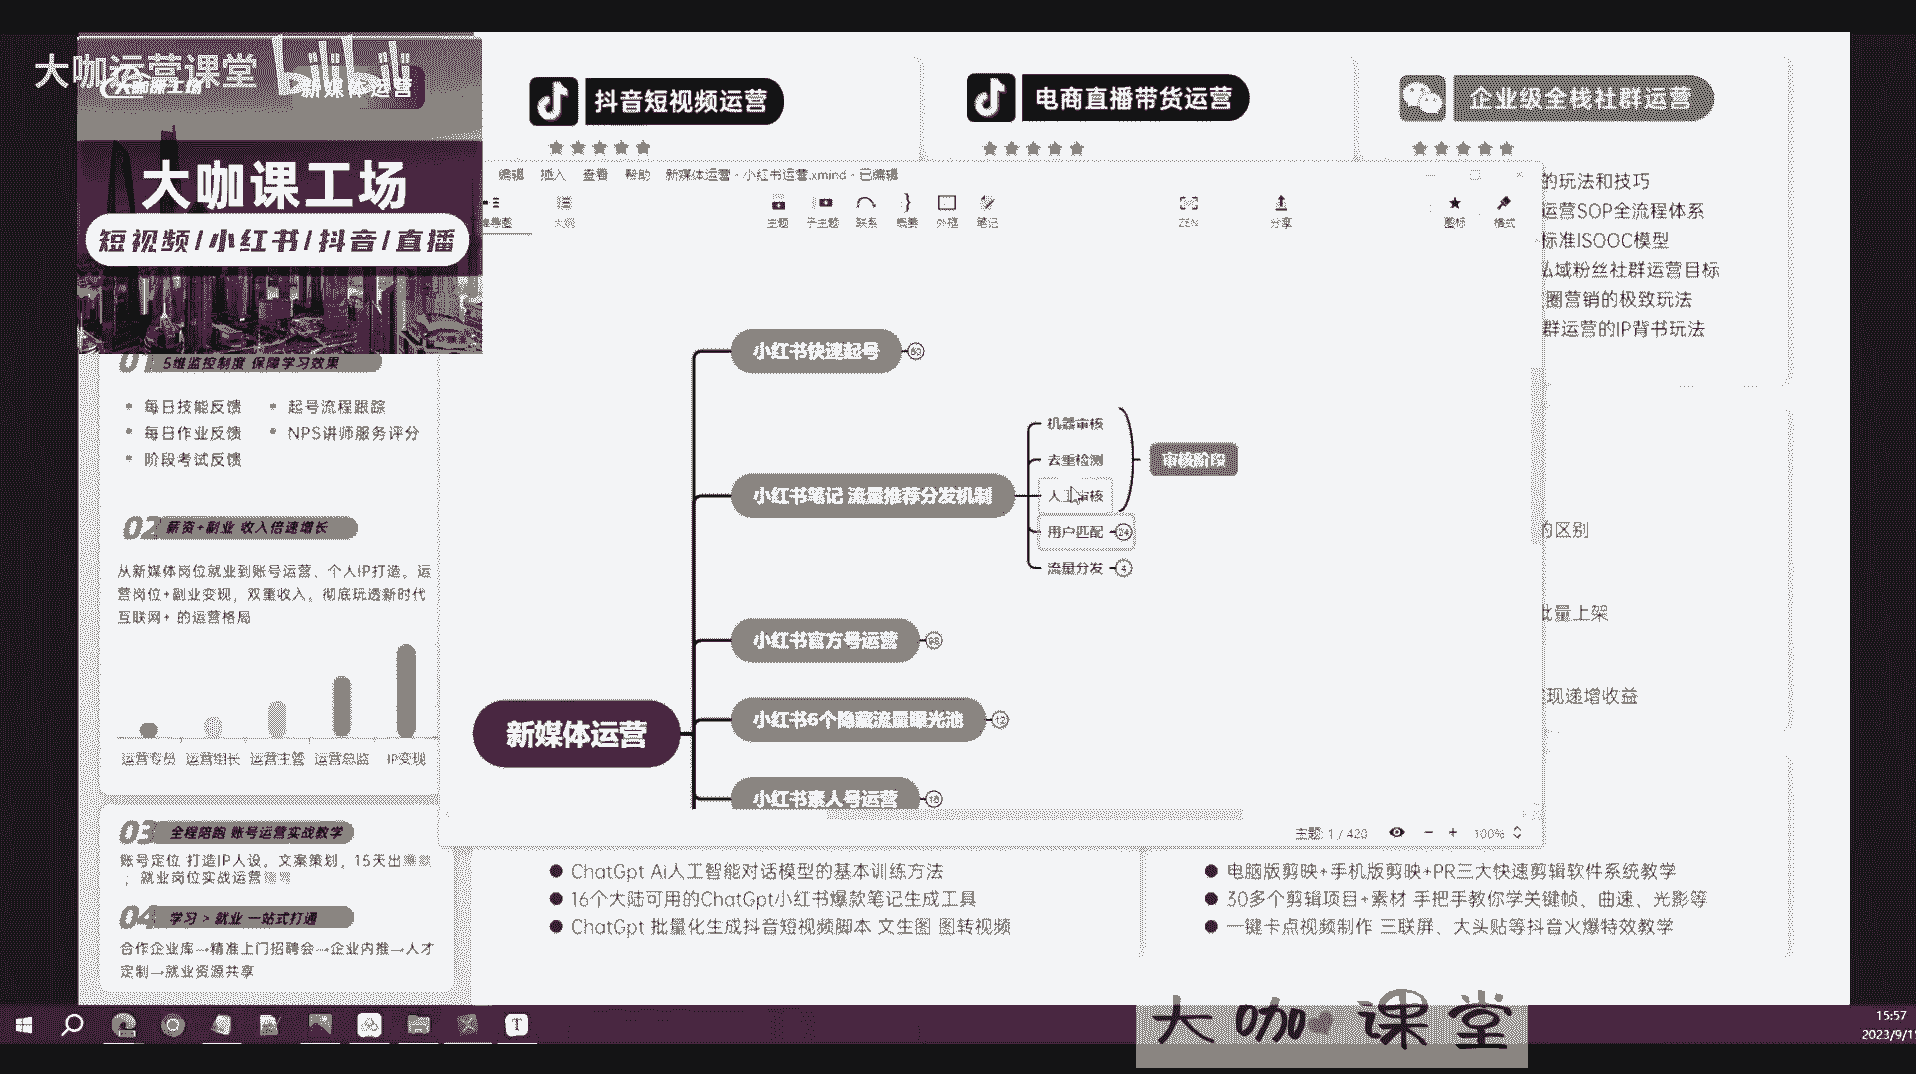 大咖运营课堂
bilibili
大咖课工场
新媒体运营
大咖课工场
短视频/小红书/抖音/直播
抖音短视频运营
电商直播带货运营
企业级全栈社群运营
的玩法和技巧
运营SOP全流程体系
标准ISOOC模型
私域粉丝社群运营目标
圈营销的极致玩法
群运营的IP背书玩法
编辑 插入 查看 帮助 新媒体运营 - 小红书运营.xmind - 已编辑
大纲
主题 子主题 联系 概要 外框 笔记
ZEN
分享
图标 格式
小红书快速起号
小红书笔记 流量推荐分发机制
机器审核
去重检测
人工审核
用户匹配 24
流量分发 4
审核阶段
小红书官方号运营
小红书6个隐藏流量曝光池 12
小红书素人号运营
新媒体运营
主题: 1 / 420
100%
的区别
批量上架
现递增收益
01 5维监控制度 保障学习效果
每日技能反馈 起号流程跟踪
每日作业反馈 NPS讲师服务评分
阶段考试反馈
02 薪资+副业 收入倍速增长
从新媒体岗位就业到账号运营、个人IP打造。运
营岗位+副业变现，双重收入。彻底玩透新时代
互联网+ 的运营格局
运营专员 运营组长 运营主管 运营总监 IP变现
03 全程陪跑 账号运营实战教学
账号定位 打造IP人设。文案策划，15天出爆款
；就业岗位实战运营
04 学习 > 就业 一站式打通
合作企业库→精准上门招聘会→企业内推→人才
定制→就业资源共享
ChatGpt Ai人工智能对话模型的基本训练方法
16个大陆可用的ChatGpt小红书爆款笔记生成工具
ChatGpt 批量化生成抖音短视频脚本 文生图 图转视频
电脑版剪映+手机版剪映+PR三大快速剪辑软件系统教学
30多个剪辑项目+素材 手把手教你学关键帧、曲速、光影等
一键卡点视频制作 三联屏、大头贴等抖音火爆特效教学
大咖课堂
15:57